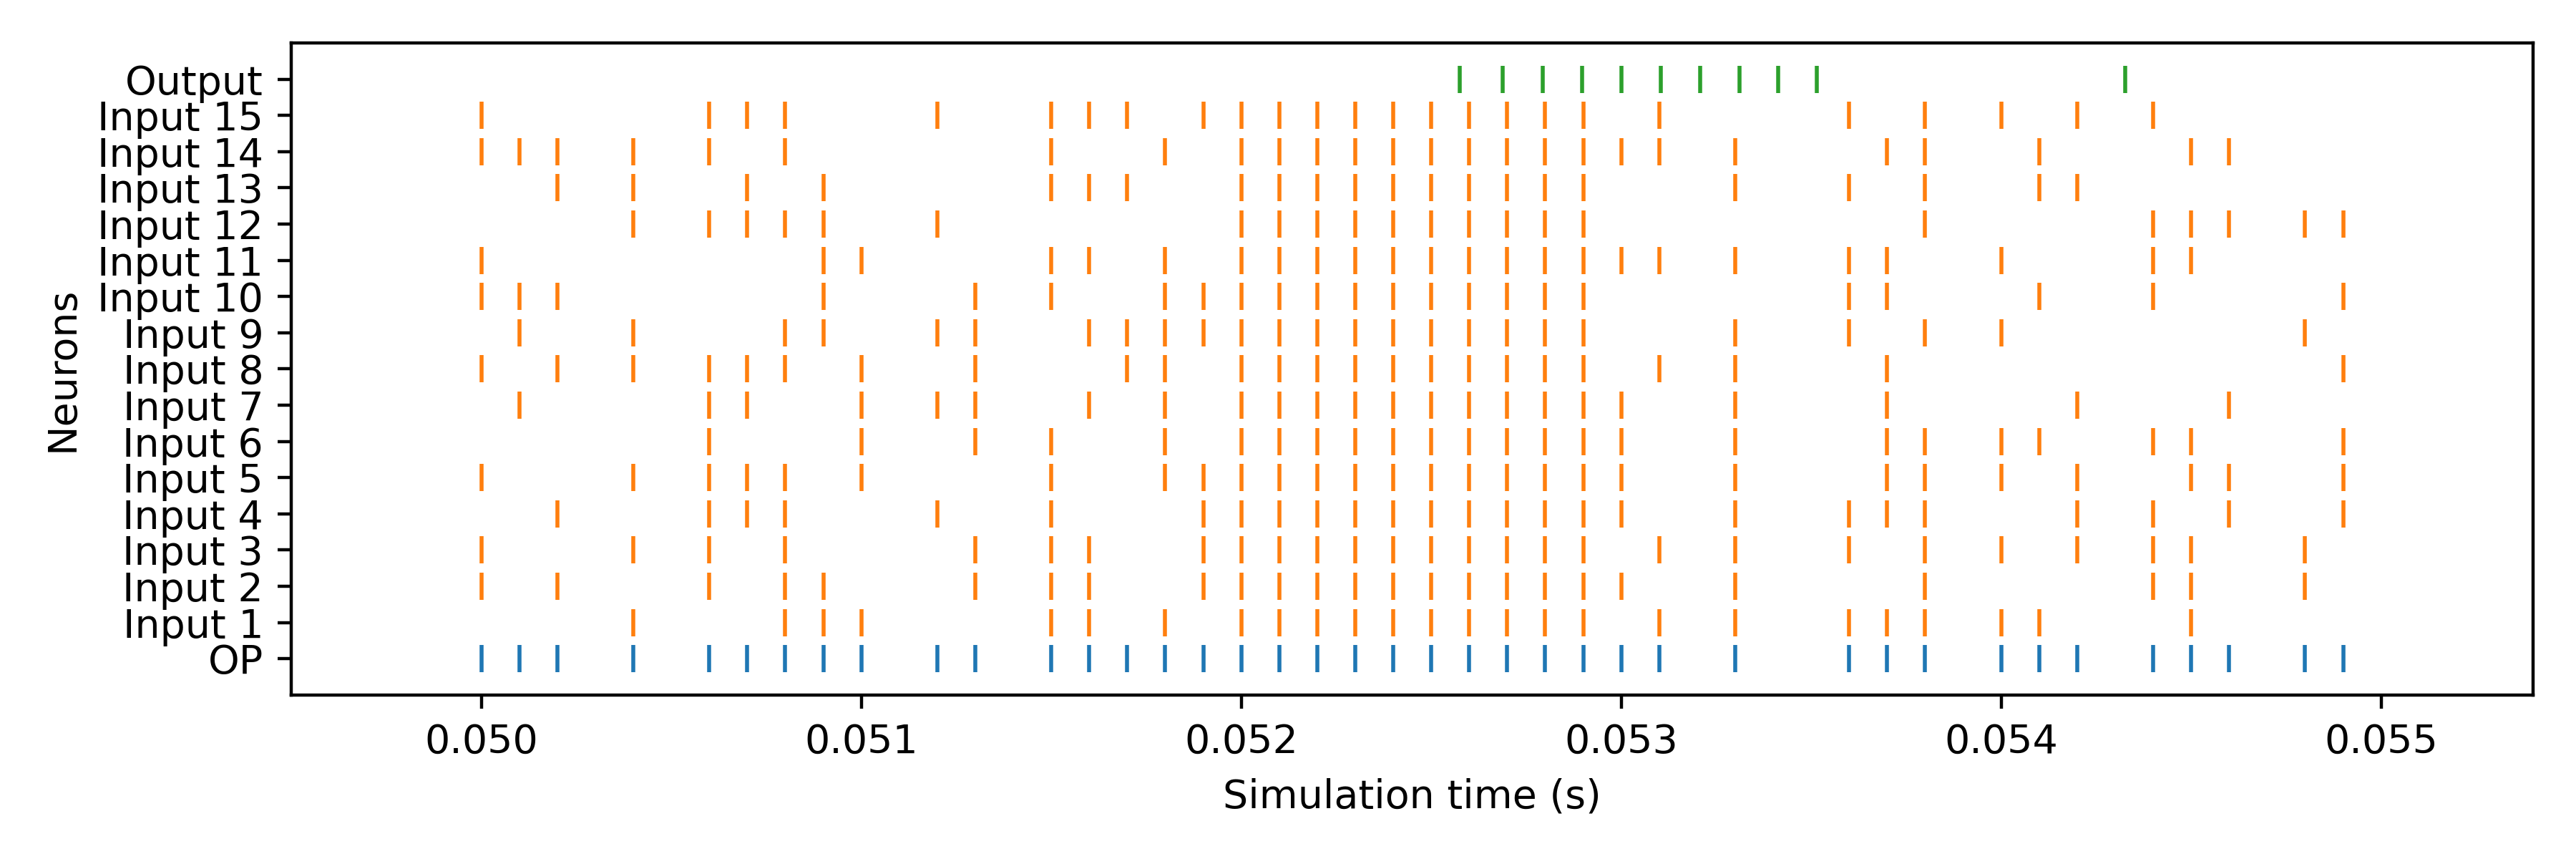 Output
Input 15
Input 14
Input 13
Input 12
Input 11
Input 10
Input 9
Input 8
Input 7
Input 6
Input 5
Input 4
Input 3
Input 2
Input 1
OP
Neurons
0.050 0.051 0.052 0.053 0.054 0.055
Simulation time (s)